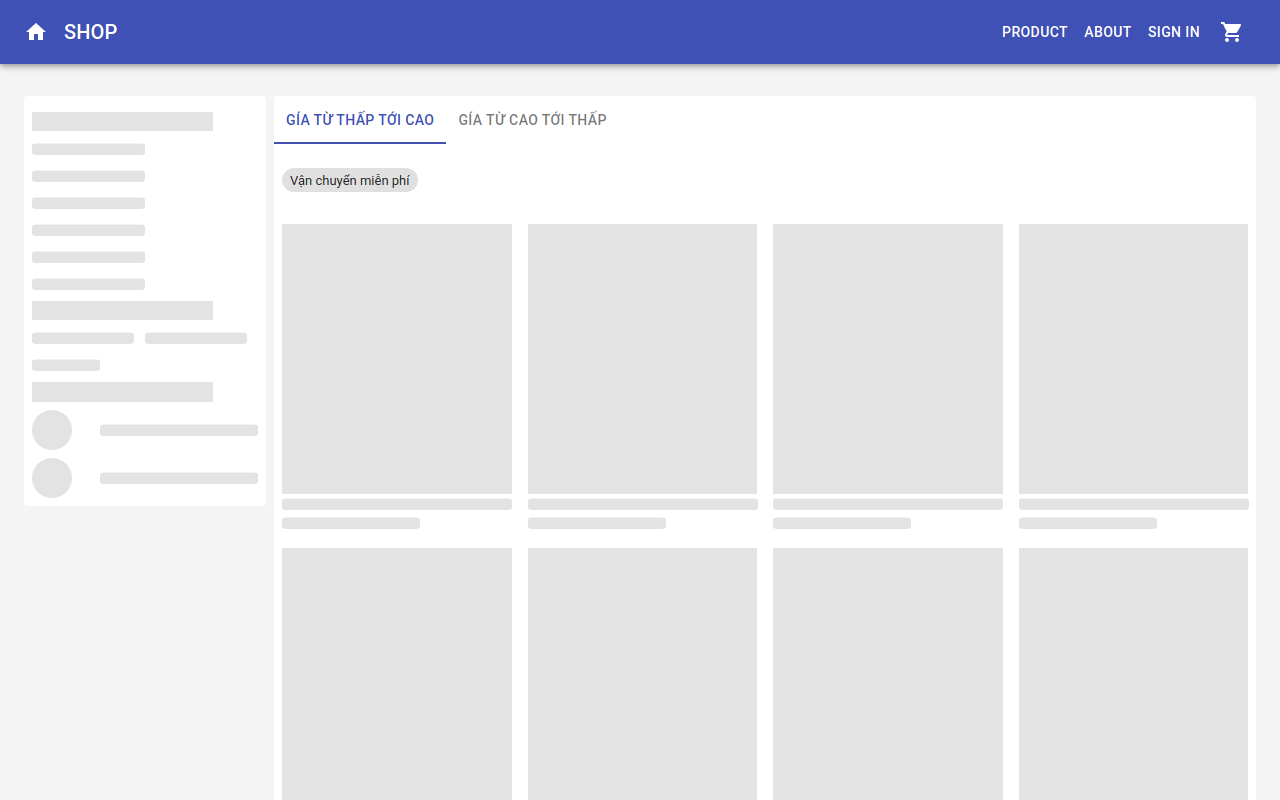 SHOP
PRODUCT ABOUT SIGN IN
GÍA TỪ THẤP TỚI CAO GÍA TỪ CAO TỚI THẤP
Vận chuyển miễn phí